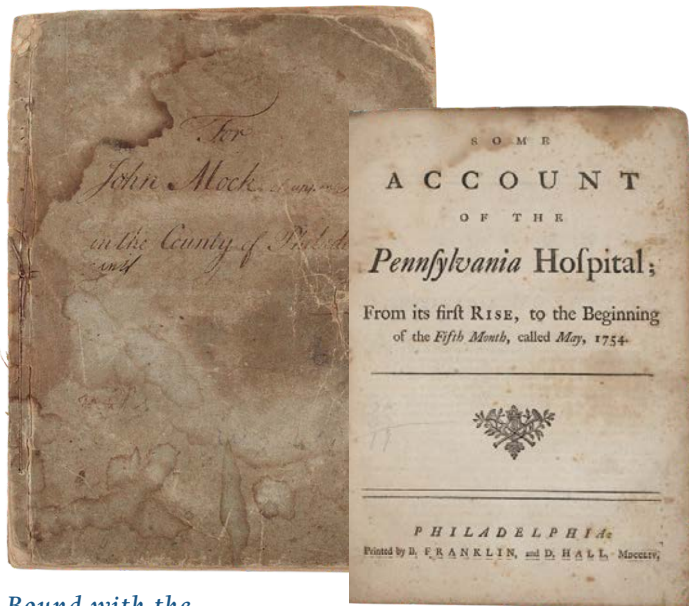 For
John Mock
in the County of
SOME
ACCOUNT
OF THE
Pennſylvania Hoſpital;
From its firſt RISE, to the Beginning
of the Fifth Month, called May, 1754.
PHILADELPHIA:
Printed by B. FRANKLIN, and D. HALL, MDCCLIV.
Bound with the